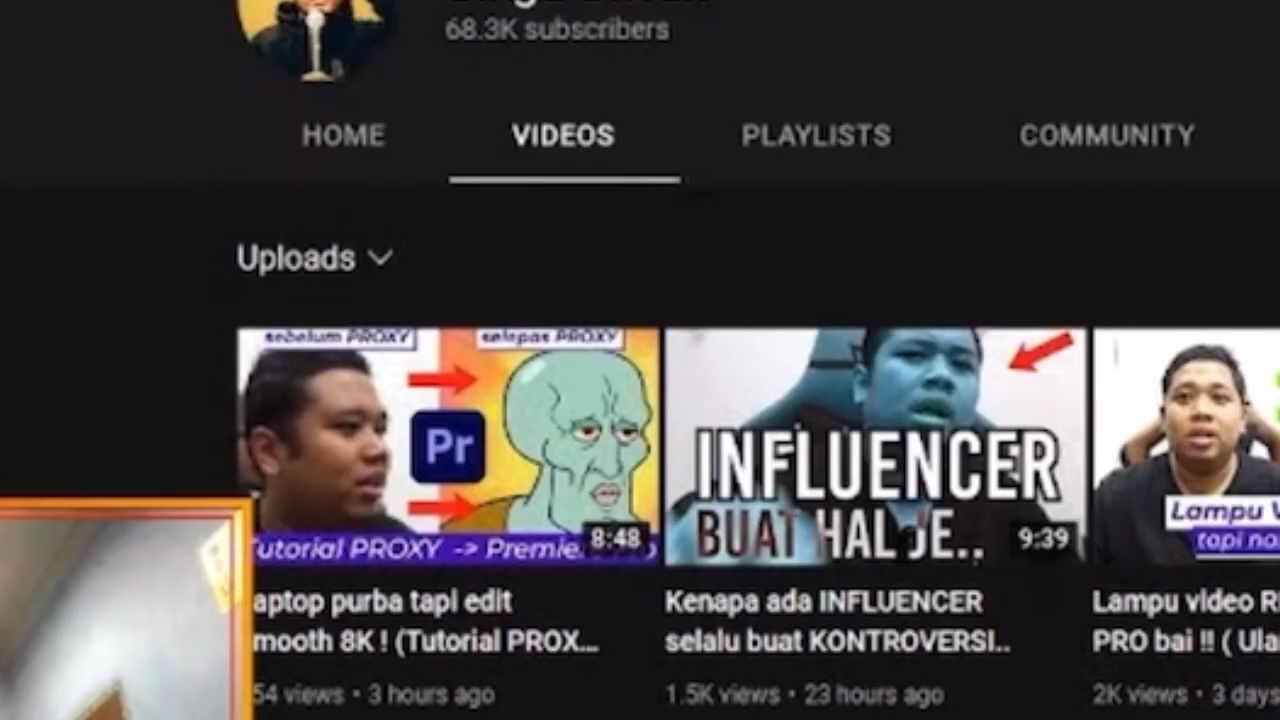 68.3K subscribers
HOME
VIDEOS
PLAYLISTS
COMMUNITY
Uploads
sebelum PROXY
selepas PROXY
Pr
Tutorial PROXY -> Premie
8:48
INFLUENCER
BUAT HAL JE..
9:39
Lampu V
tapi
aptop purba tapi edit
mooth 8K ! (Tutorial PROX...
54 views • 3 hours ago
Kenapa ada INFLUENCER
selalu buat KONTROVERSI..
1.5K views • 23 hours ago
Lampu video R
PRO bai !! ( Ula
2K views • 3 days